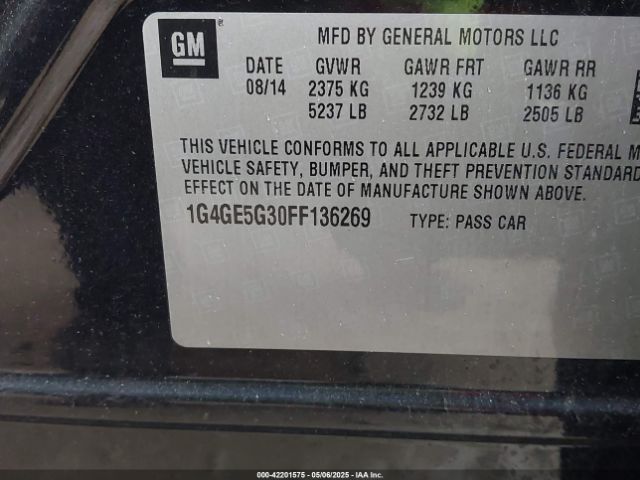 GM
MFD BY GENERAL MOTORS LLC
DATE GVWR GAWR FRT GAWR RR
08/14 2375 KG 1239 KG 1136 KG
5237 LB 2732 LB 2505 LB
THIS VEHICLE CONFORMS TO ALL APPLICABLE U.S. FEDERAL M
VEHICLE SAFETY, BUMPER, AND THEFT PREVENTION STANDARD
EFFECT ON THE DATE OF MANUFACTURE SHOWN ABOVE.
1G4GE5G30FF136269 TYPE: PASS CAR
000-42201575 - 05/06/2025 - IAAI, Inc.